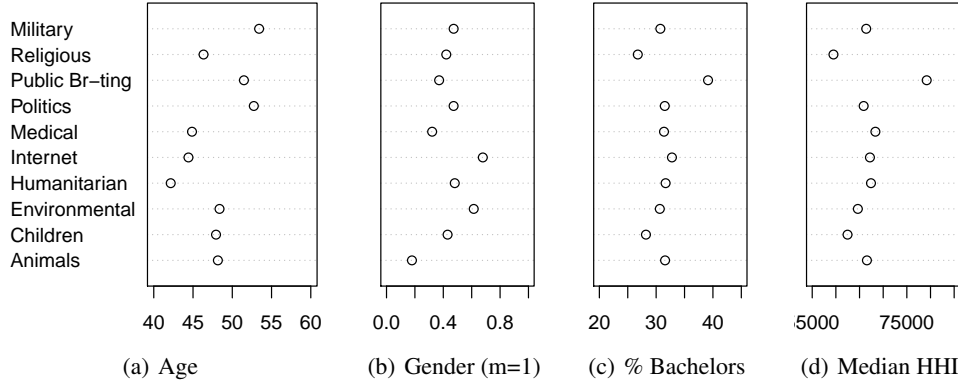 Military
Religious
Public Br−ting
Politics
Medical
Internet
Humanitarian
Environmental
Children
Animals
40 45 50 55 60
0.0 0.4 0.8
20 30 40
5000 75000
(a) Age
(b) Gender (m=1)
(c) % Bachelors
(d) Median HHI